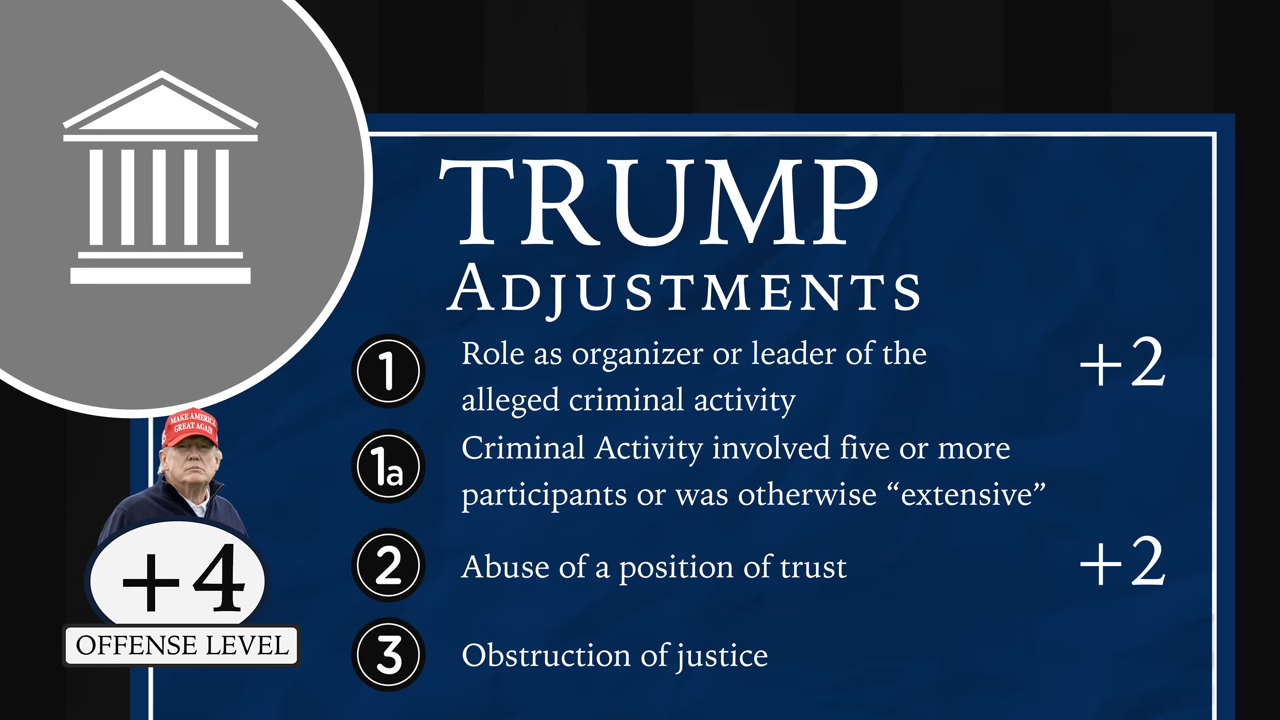 TRUMP
ADJUSTMENTS
1 Role as organizer or leader of the +2
alleged criminal activity
1a Criminal Activity involved five or more
participants or was otherwise “extensive”
2 Abuse of a position of trust +2
3 Obstruction of justice
MAKE AMERICA
GREAT AGAIN
+4
OFFENSE LEVEL